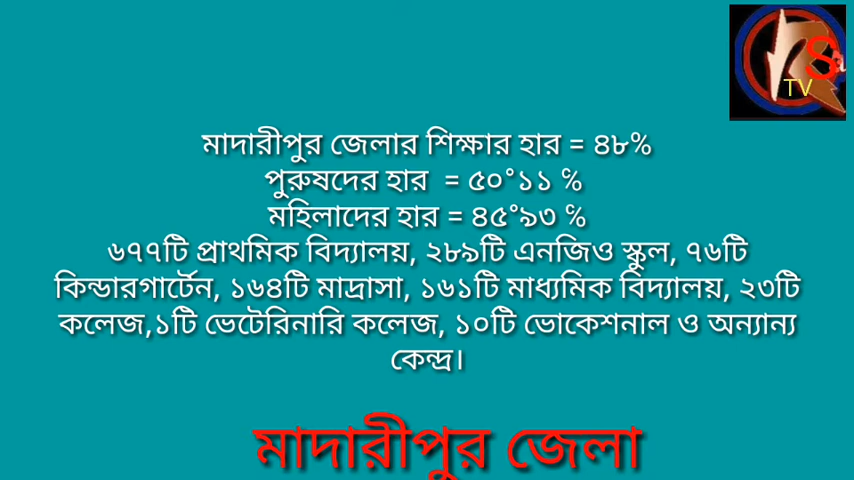 S
TV
মাদারীপুর জেলার শিক্ষার হার = ৪৮%
পুরুষদের হার = ৫০°১১ ℅
মহিলাদের হার = ৪৫°৯৩ ℅
৬৭৭টি প্রাথমিক বিদ্যালয়, ২৮৯টি এনজিও স্কুল, ৭৬টি
কিন্ডারগার্টেন, ১৬৪টি মাদ্রাসা, ১৬১টি মাধ্যমিক বিদ্যালয়, ২৩টি
কলেজ,১টি ভেটেরিনারি কলেজ, ১০টি ভোকেশনাল ও অন্যান্য
কেন্দ্র।
মাদারীপুর জেলা